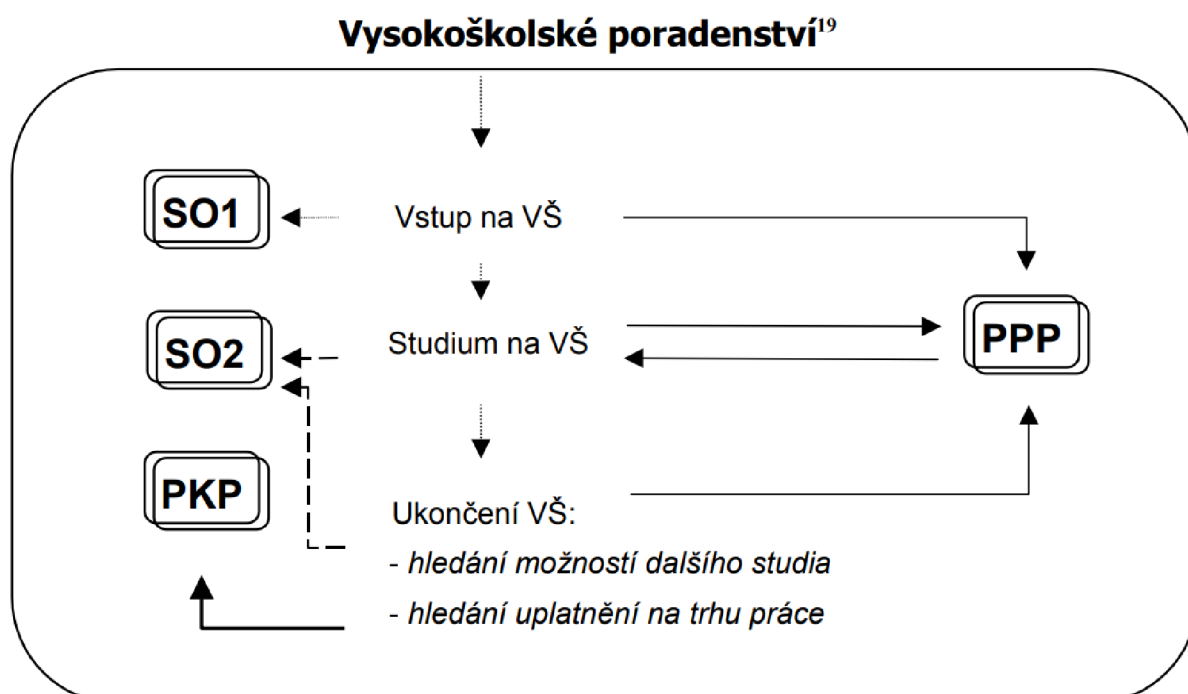 Vysokoškolské poradenství¹⁹
SO1
Vstup na VŠ
SO2
Studium na VŠ
PPP
PKP
Ukončení VŠ:
- hledání možností dalšího studia
- hledání uplatnění na trhu práce